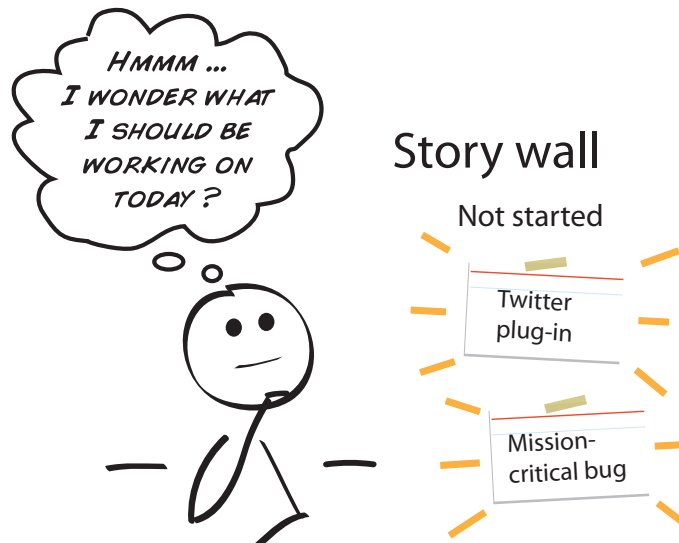 Hmmm ...
I wonder what
I should be
working on
today?
Story wall
Not started
Twitter
plug-in
Mission-
critical bug